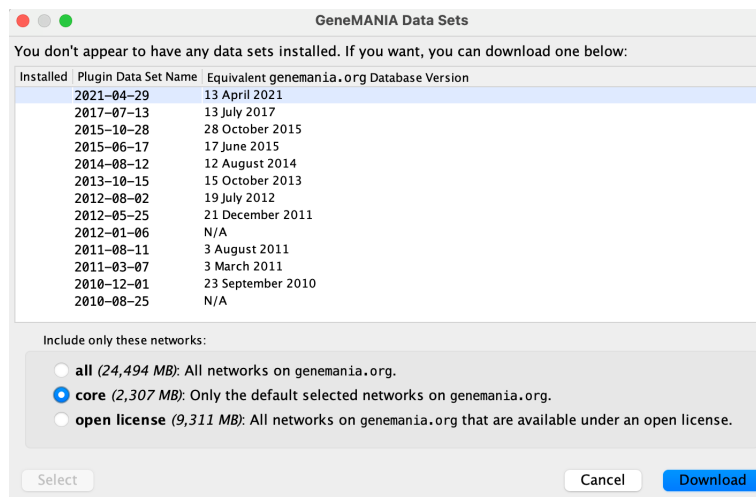 GeneMANIA Data Sets
You don't appear to have any data sets installed. If you want, you can download one below:
Installed Plugin Data Set Name Equivalent genemania.org Database Version
2021-04-29 13 April 2021
2017-07-13 13 July 2017
2015-10-28 28 October 2015
2015-06-17 17 June 2015
2014-08-12 12 August 2014
2013-10-15 15 October 2013
2012-08-02 19 July 2012
2012-05-25 21 December 2011
2012-01-06 N/A
2011-08-11 3 August 2011
2011-03-07 3 March 2011
2010-12-01 23 September 2010
2010-08-25 N/A
Include only these networks:
all (24,494 MB): All networks on genemania.org.
core (2,307 MB): Only the default selected networks on genemania.org.
open license (9,311 MB): All networks on genemania.org that are available under an open license.
Select Cancel Download